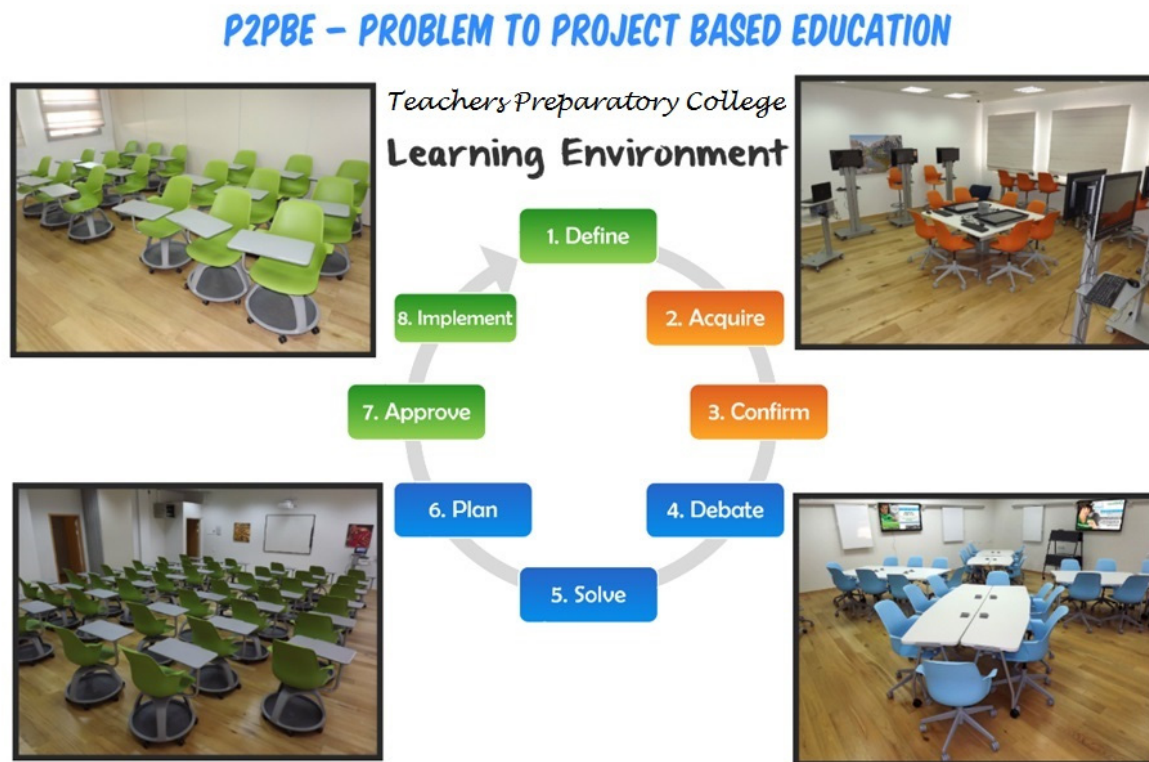 P2PBE – PROBLEM TO PROJECT BASED EDUCATION
Teachers Preparatory College
Learning Environment
1. Define
2. Acquire
3. Confirm
4. Debate
5. Solve
6. Plan
7. Approve
8. Implement